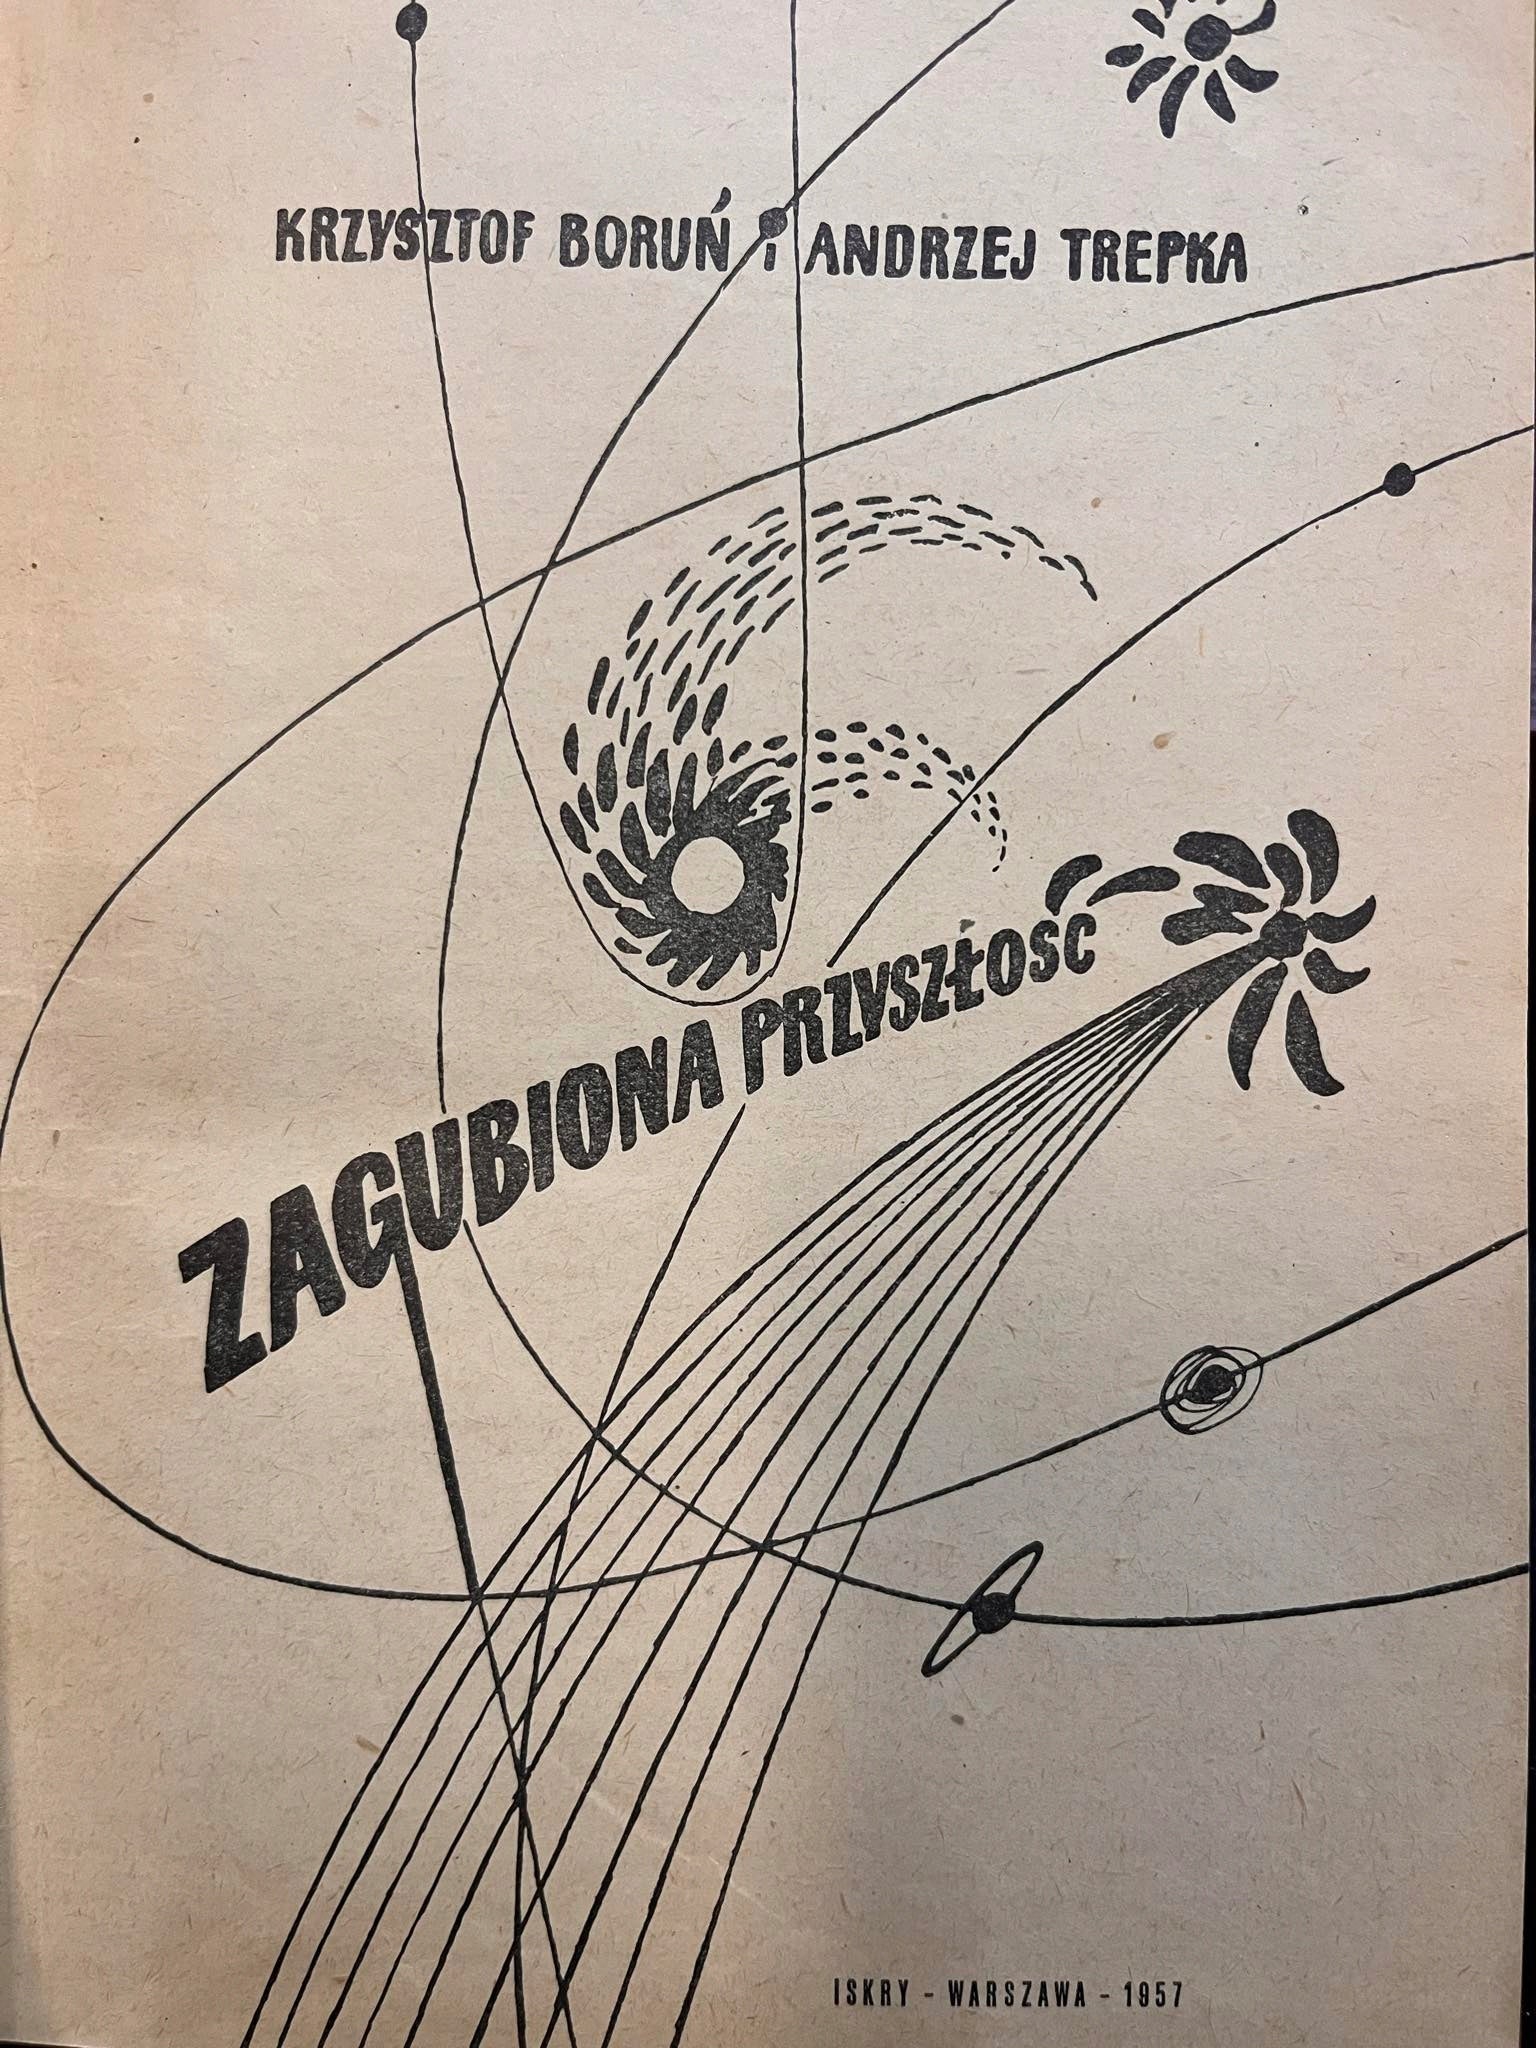 KRZYSZTOF BORUŃ i ANDRZEJ TREPKA
ZAGUBIONA PRZYSZŁOŚĆ
ISKRY - WARSZAWA - 1957